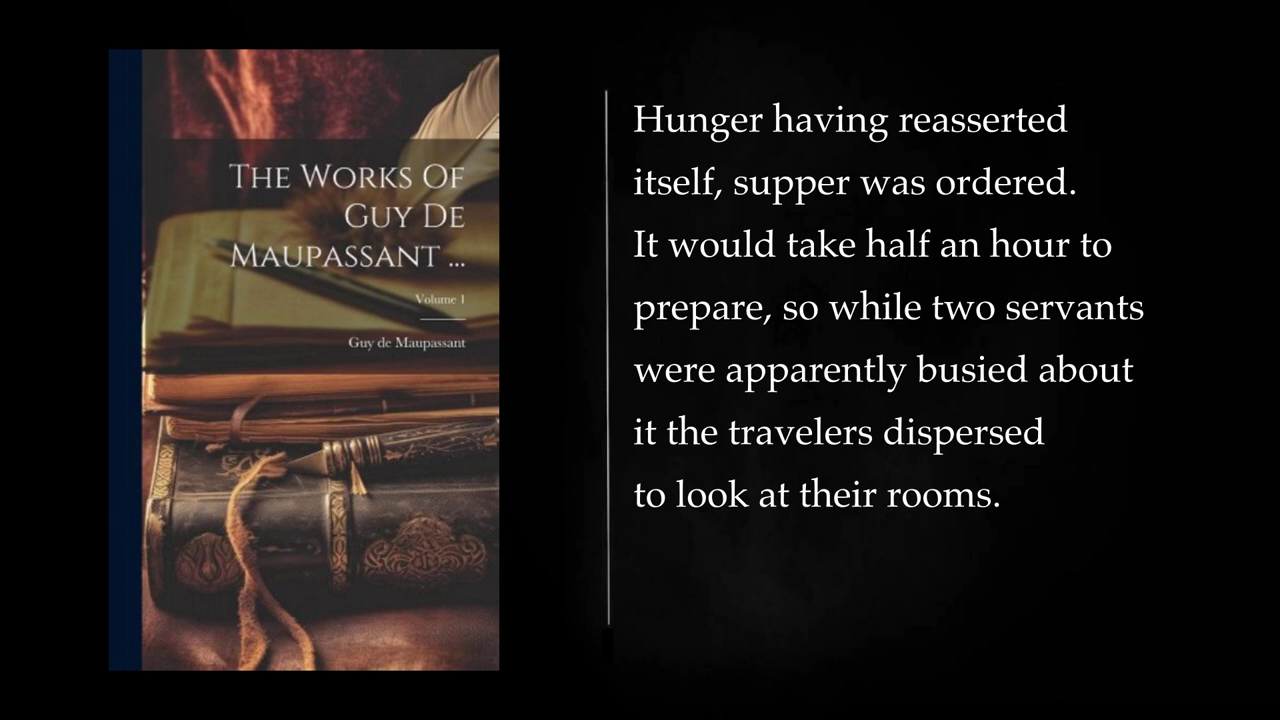 THE WORKS OF
GUY DE
MAUPASSANT ...
Volume 1
Guy de Maupassant
Hunger having reasserted
itself, supper was ordered.
It would take half an hour to
prepare, so while two servants
were apparently busied about
it the travelers dispersed
to look at their rooms.